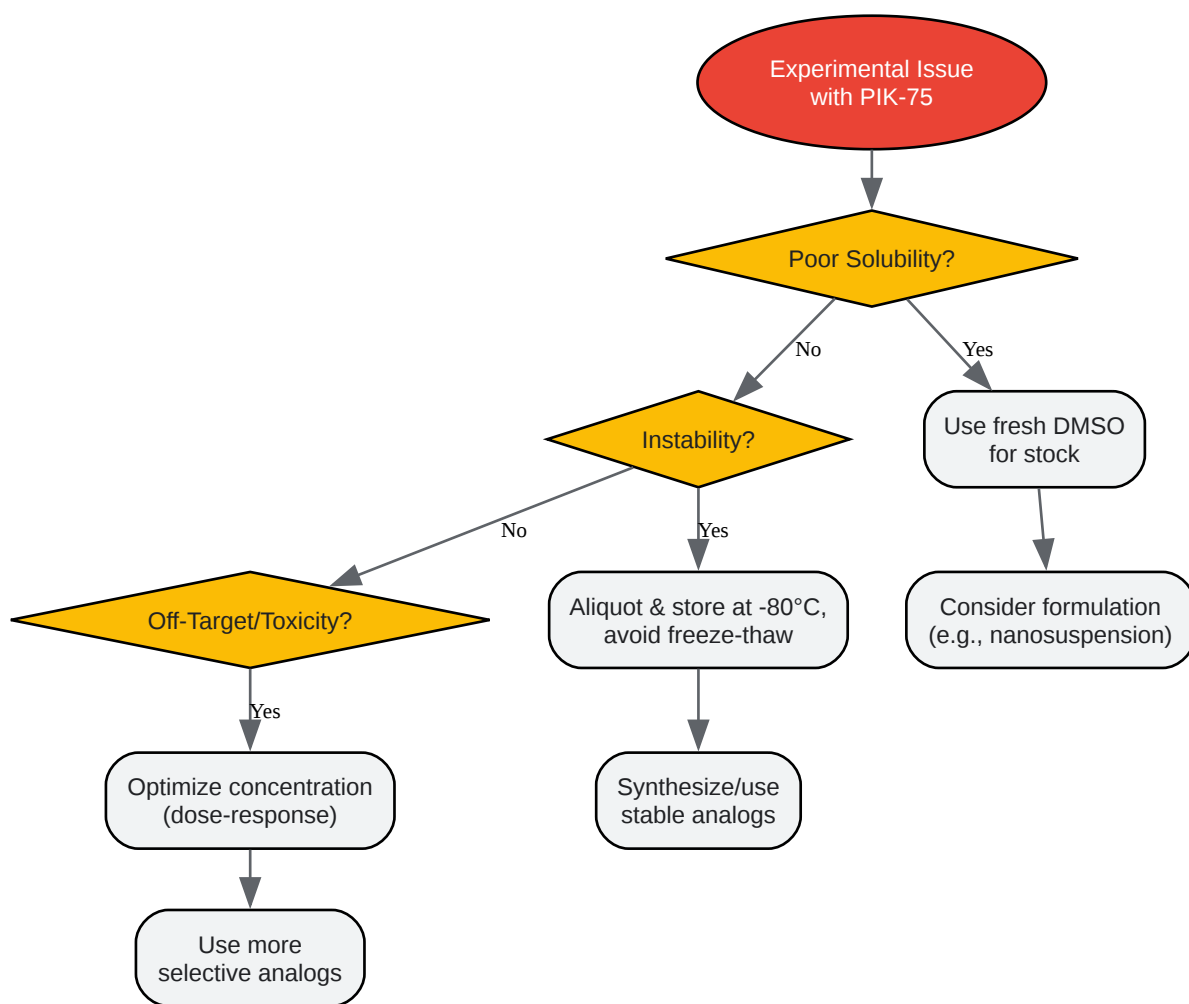 Experimental Issue
with PIK-75
Poor Solubility?
No
Yes
Instability?
Use fresh DMSO
for stock
No
Yes
Off-Target/Toxicity?
Aliquot & store at -80°C,
avoid freeze-thaw
Consider formulation
(e.g., nanosuspension)
Yes
Optimize concentration
(dose-response)
Synthesize/use
stable analogs
Use more
selective analogs